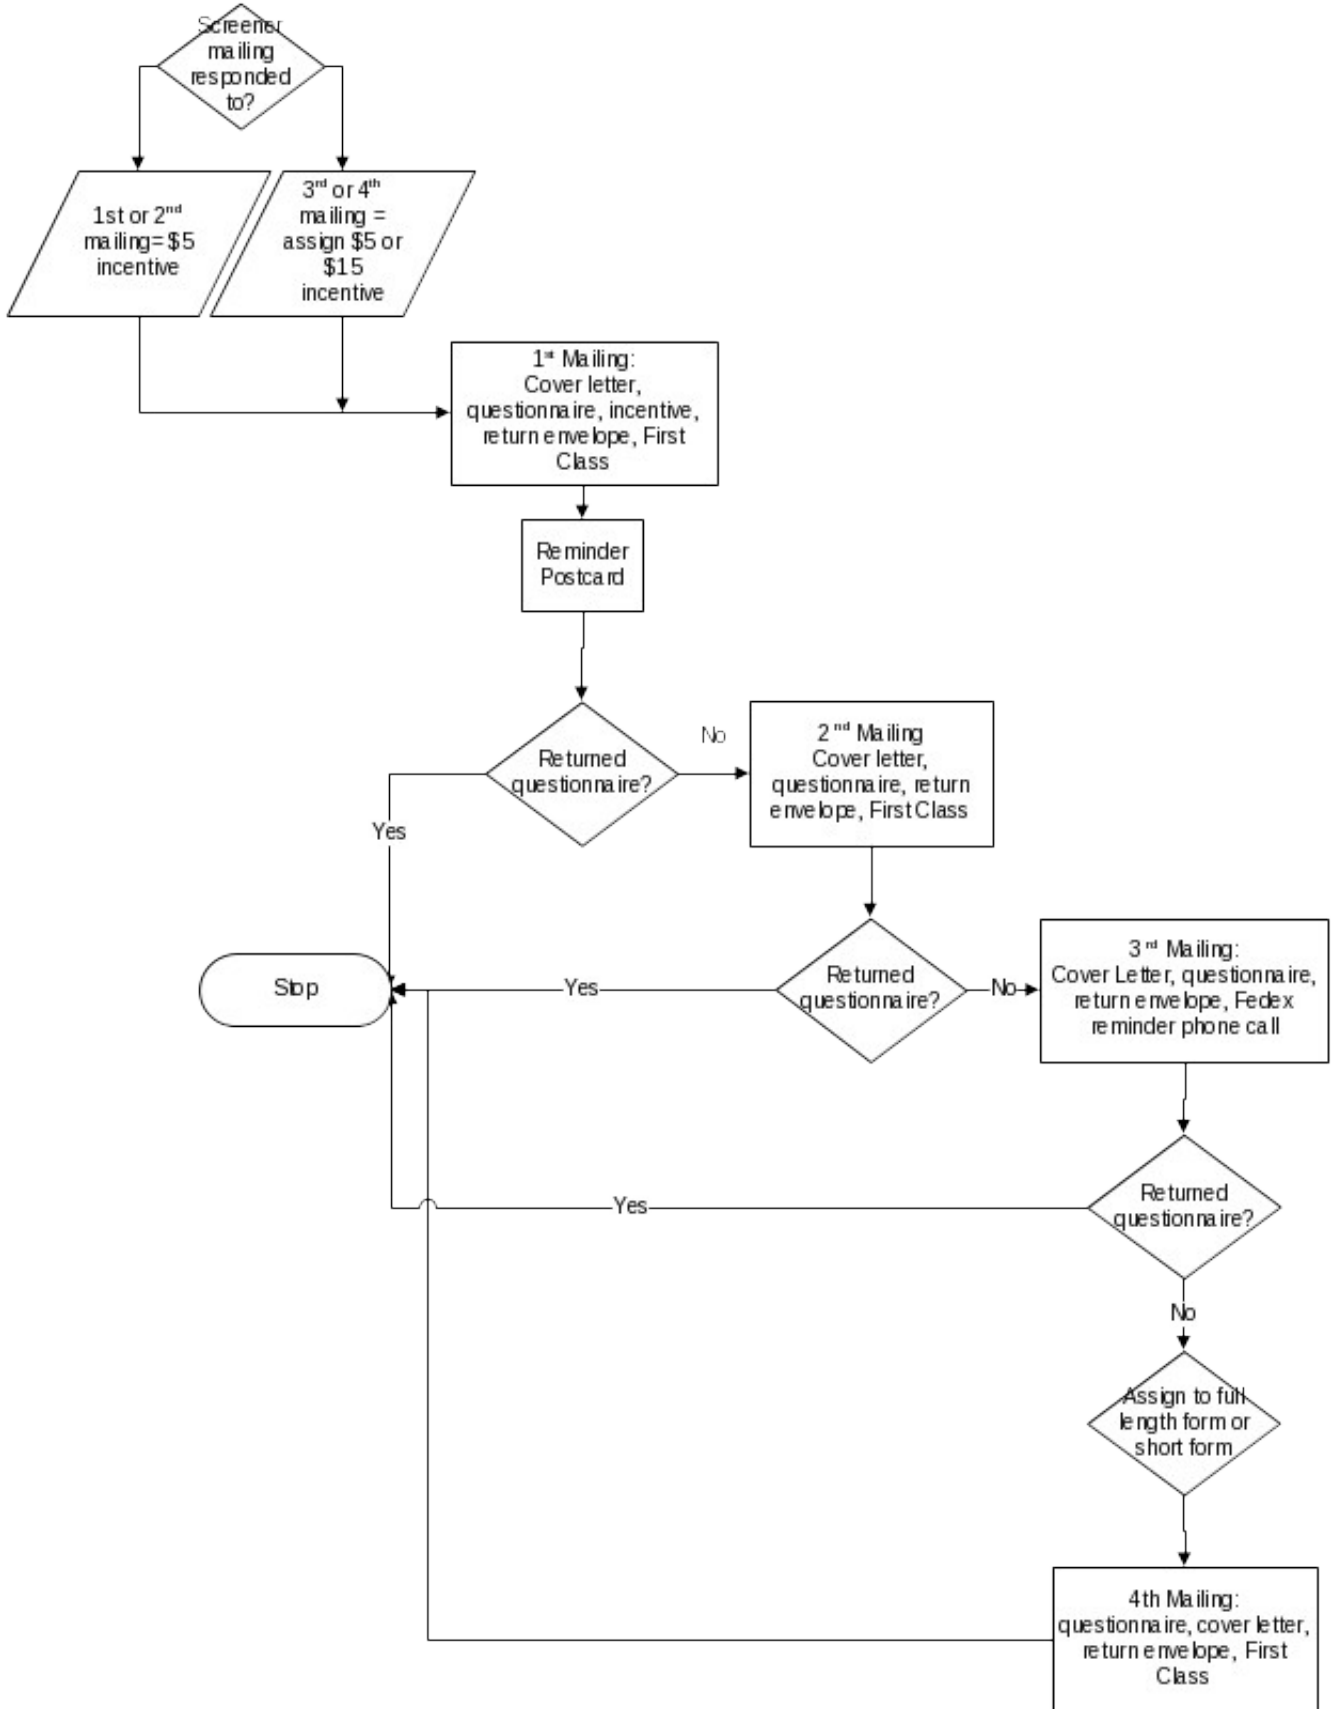 Screener
mailing
responded
to?
1st or 2nd
mailing= $5
incentive
3rd or 4th
mailing =
assign $5 or
$15
incentive
1st Mailing:
Cover letter,
questionnaire, incentive,
return envelope, First
Class
Reminder
Postcard
Returned
questionnaire?
No
2nd Mailing
Cover letter,
questionnaire, return
envelope, First Class
Yes
Stop
Yes
Returned
questionnaire?
No
3rd Mailing:
Cover Letter, questionnaire,
return envelope, Fedex
reminder phone call
Yes
Returned
questionnaire?
No
Assign to full
length form or
short form
4th Mailing:
questionnaire, cover letter,
return envelope, First
Class